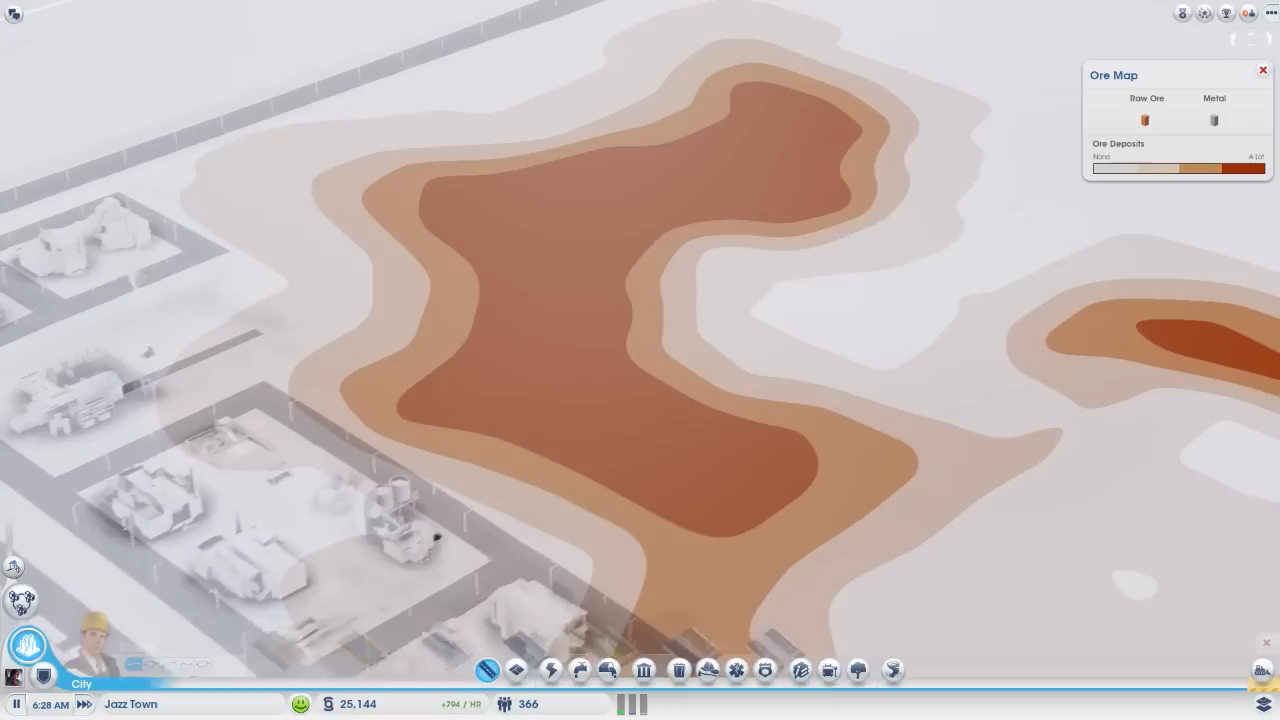 Ore Map
Raw Ore Metal
Ore Deposits
None A Lot
City
6:28 AM Jazz Town 25,144 +794 / HR 366